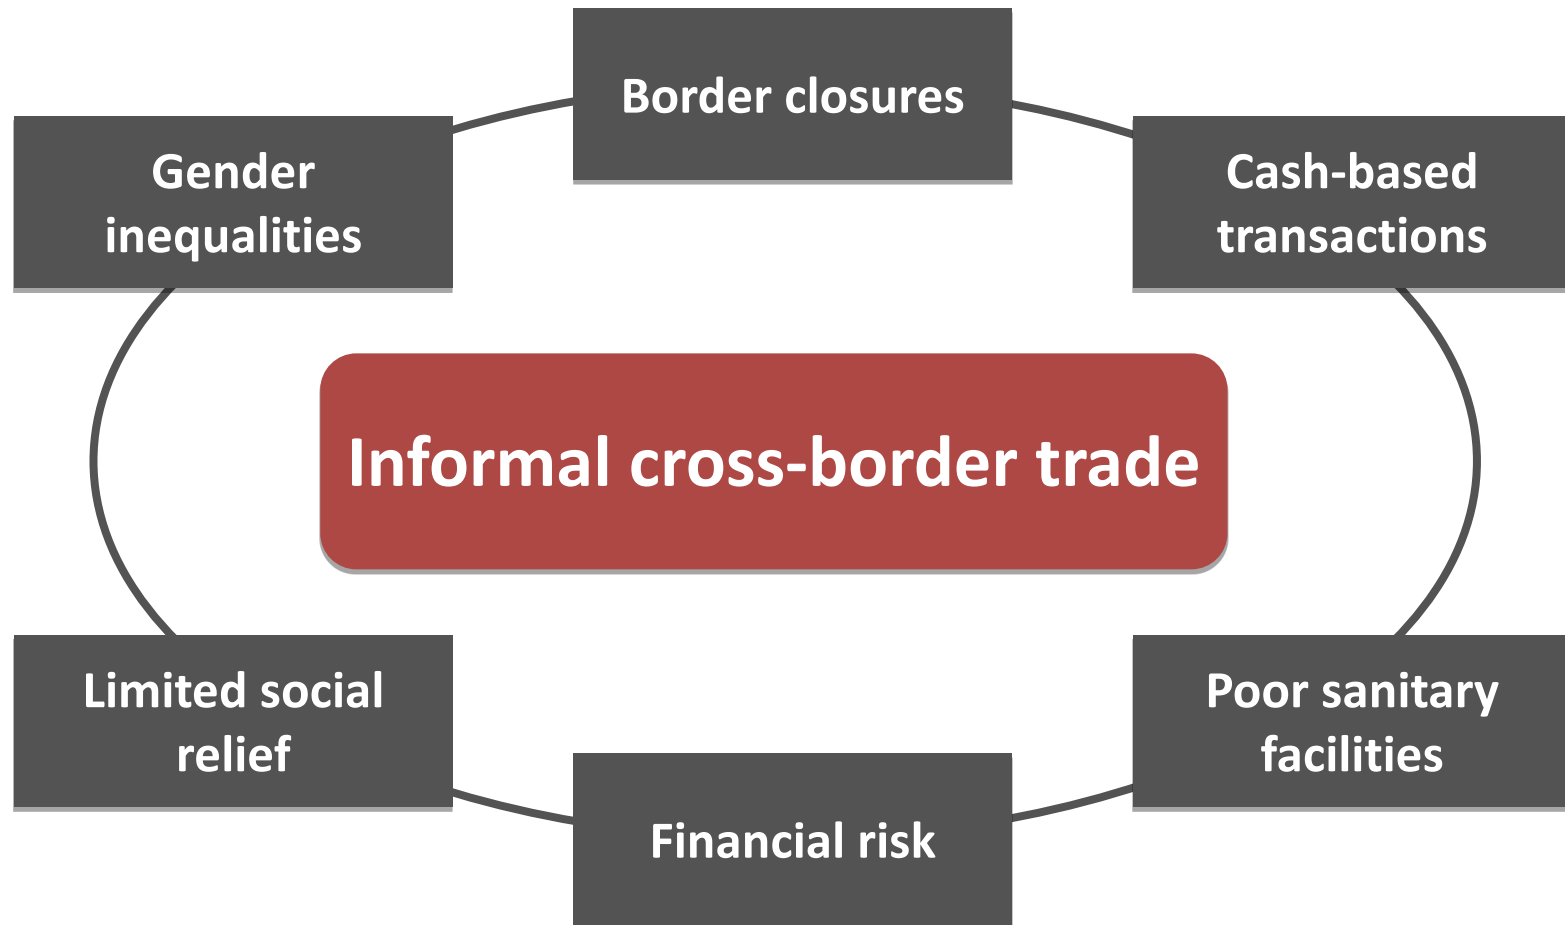 Border closures
Gender
inequalities
Cash-based
transactions
Informal cross-border trade
Limited social
relief
Poor sanitary
facilities
Financial risk